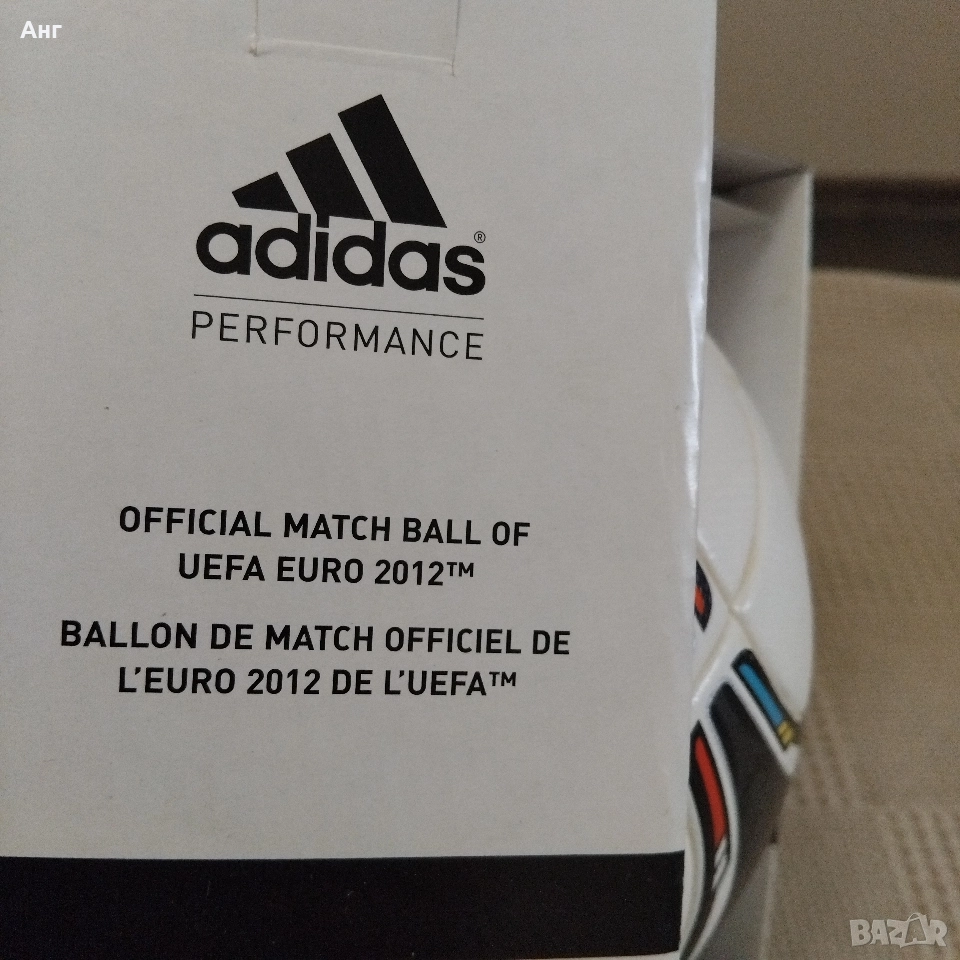 Анг
adidas®
PERFORMANCE
OFFICIAL MATCH BALL OF
UEFA EURO 2012™
BALLON DE MATCH OFFICIEL DE
L'EURO 2012 DE L'UEFA™
BAZAR